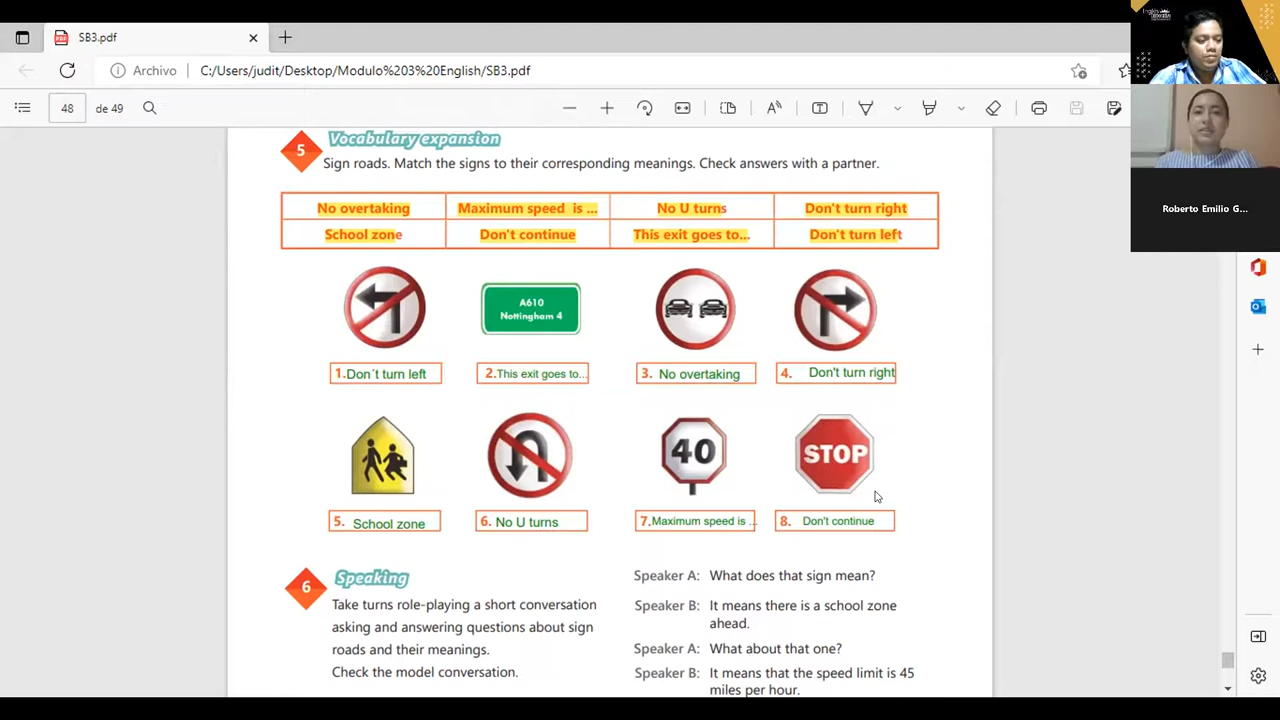 SB3.pdf
Archivo C:/Users/judit/Desktop/Modulo%203%20English/SB3.pdf
48 de 49
5 Vocabulary expansion
Sign roads. Match the signs to their corresponding meanings. Check answers with a partner.
No overtaking Maximum speed is ... No U turns Don't turn right
School zone Don't continue This exit goes to... Don't turn left
A610
Nottingham 4
1.Don´t turn left 2.This exit goes to... 3. No overtaking 4. Don't turn right
40 STOP
5. School zone 6. No U turns 7.Maximum speed is ... 8. Don't continue
6 Speaking
Take turns role-playing a short conversation
asking and answering questions about sign
roads and their meanings.
Check the model conversation.
Speaker A: What does that sign mean?
Speaker B: It means there is a school zone
ahead.
Speaker A: What about that one?
Speaker B: It means that the speed limit is 45
miles per hour.
Roberto Emilio G...